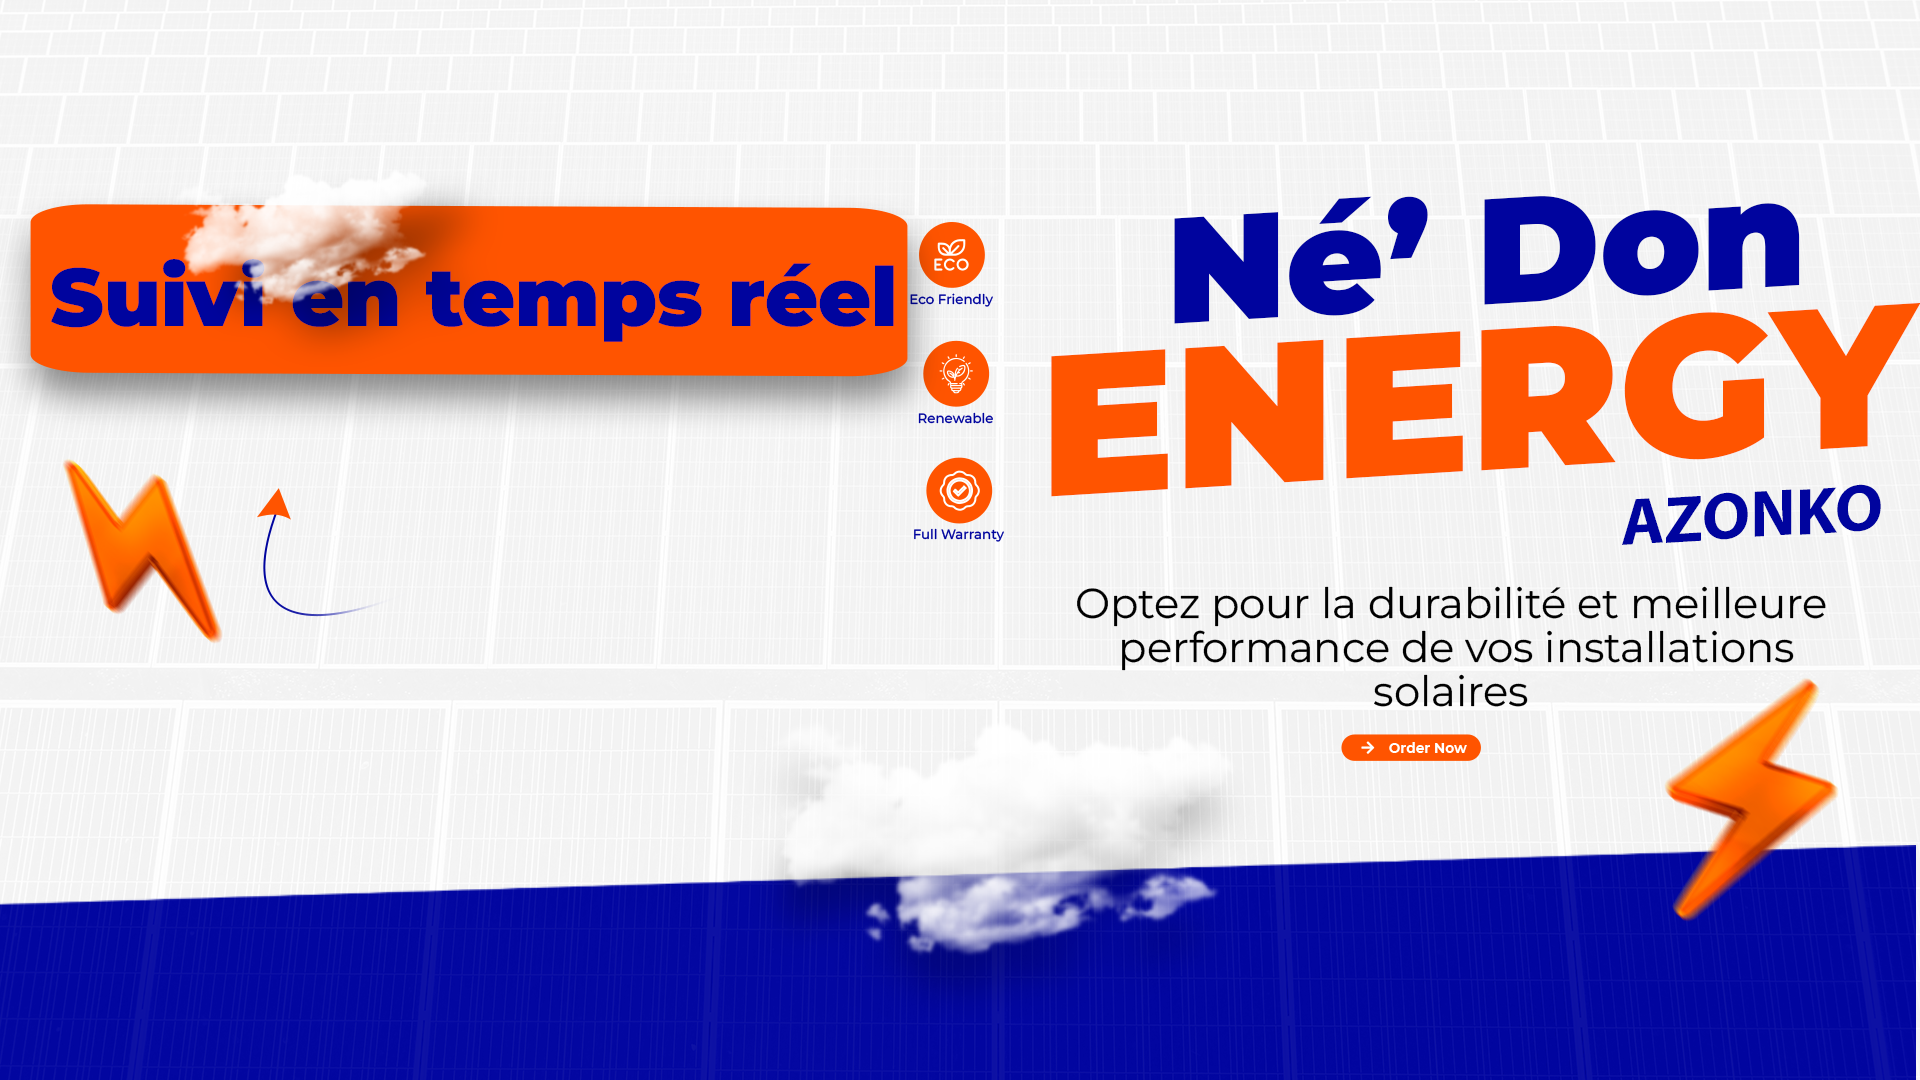 Suivi en temps réel
ECO
Eco Friendly
Renewable
Full Warranty
Né’ Don
ENERGY
AZONKO
Optez pour la durabilité et meilleure
performance de vos installations
solaires
Order Now